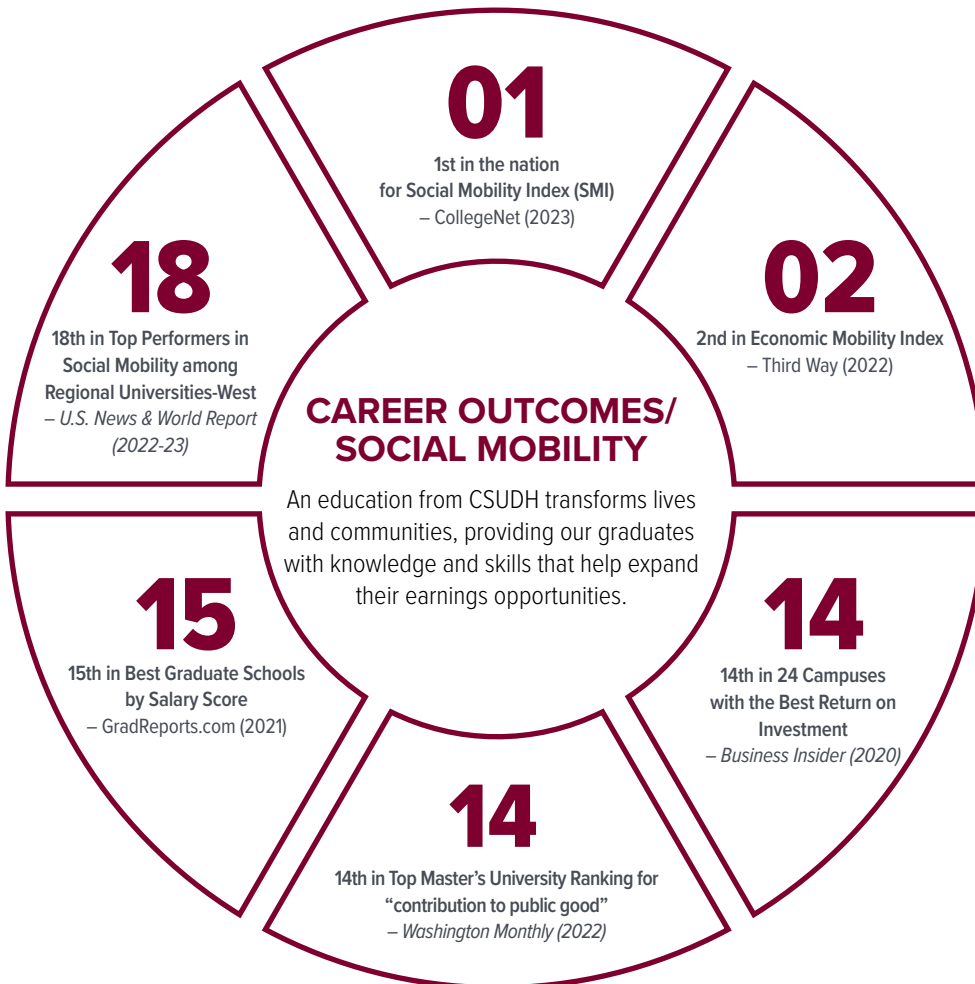 01
1st in the nation
for Social Mobility Index (SMI)
– CollegeNet (2023)
02
2nd in Economic Mobility Index
– Third Way (2022)
14
14th in 24 Campuses
with the Best Return on
Investment
– Business Insider (2020)
14
14th in Top Master’s University Ranking for
“contribution to public good”
– Washington Monthly (2022)
15
15th in Best Graduate Schools
by Salary Score
– GradReports.com (2021)
18
18th in Top Performers in
Social Mobility among
Regional Universities-West
– U.S. News & World Report
(2022-23)
CAREER OUTCOMES/
SOCIAL MOBILITY
An education from CSUDH transforms lives
and communities, providing our graduates
with knowledge and skills that help expand
their earnings opportunities.